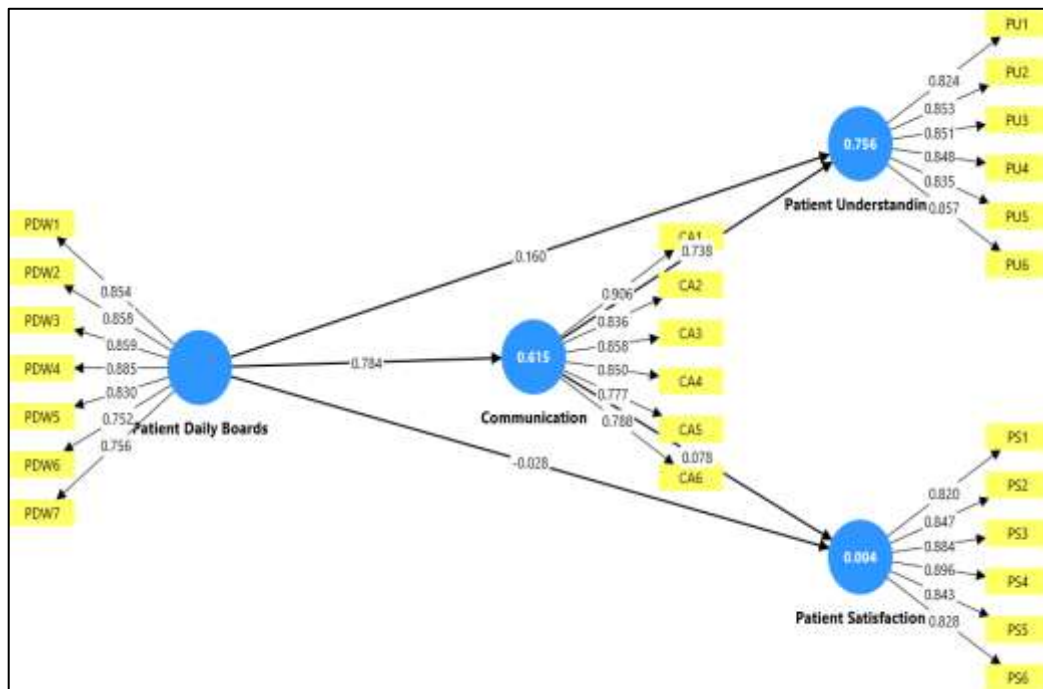 PU1
0.824
PU2
0.853
PU3
0.851
0.756
PU4
0.848
0.835
PU5
Patient Understandin
0.857
PU6
PDW1
CA1
0.738
0.160
PDW2
0.854
CA2
0.906
0.858
0.836
PDW3
0.859
0.858
CA3
0.784
0.615
PDW4
0.885
0.850
CA4
0.830
0.777
PDW5
0.752
Communication
0.788
CA5
Patient Daily Boards
0.756
PS1
PDW6
-0.028
0.078
CA6
0.820
PS2
PDW7
0.847
PS3
0.884
0.004
0.896
PS4
0.843
Patient Satisfaction
0.828
PS5
PS6